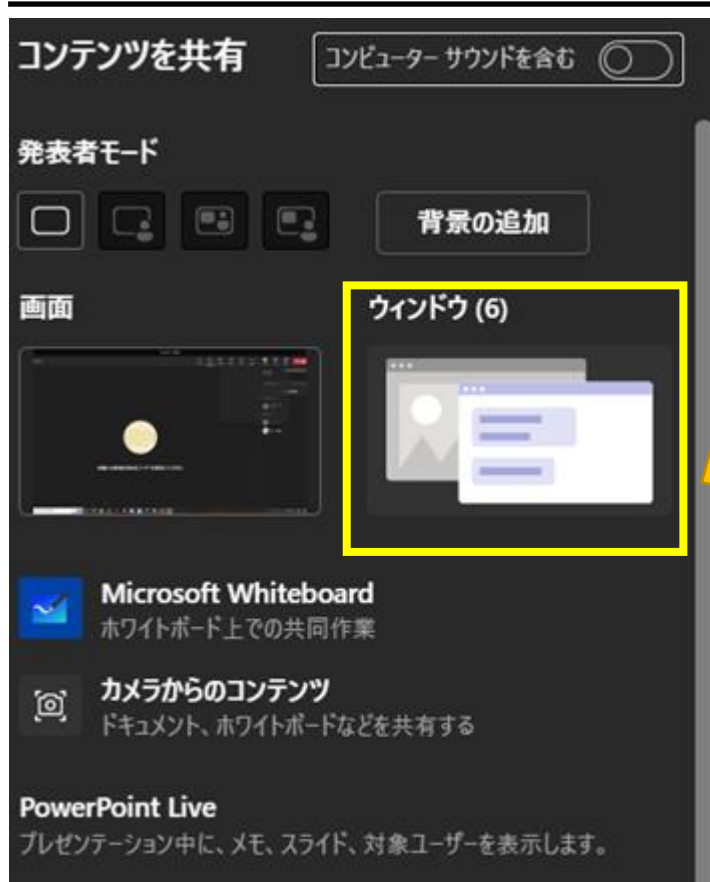 コンテンツを共有
コンピューター サウンドを含む
発表者モード
背景の追加
画面
ウィンドウ (6)
Microsoft Whiteboard
ホワイトボード上での共同作業
カメラからのコンテンツ
ドキュメント、ホワイトボードなどを共有する
PowerPoint Live
プレゼンテーション中に、メモ、スライド、対象ユーザーを表示します。